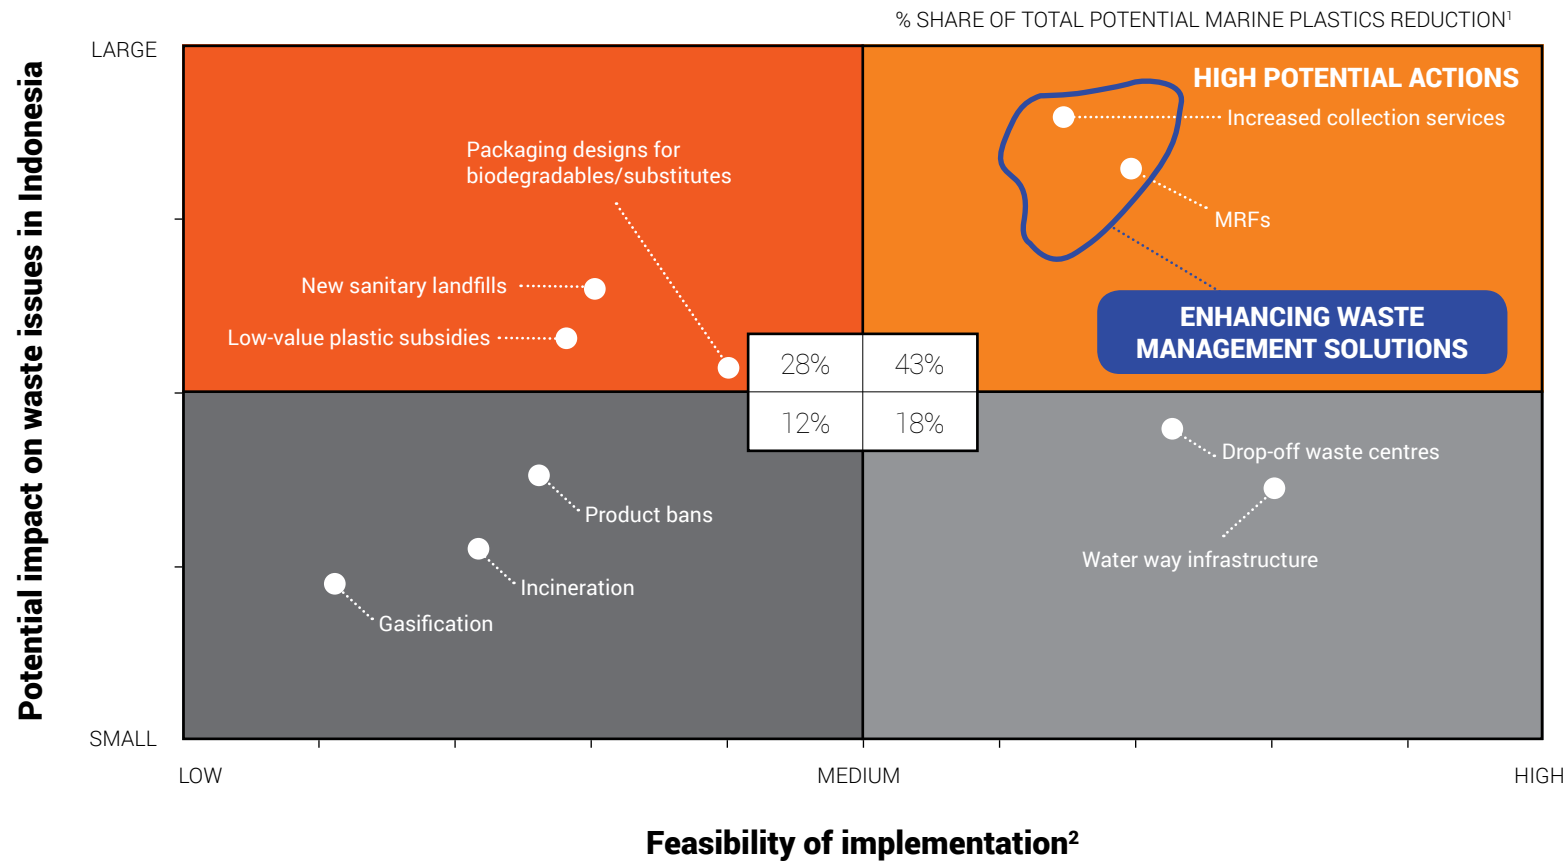 % SHARE OF TOTAL POTENTIAL MARINE PLASTICS REDUCTION¹
LARGE
Potential impact on waste issues in Indonesia
HIGH POTENTIAL ACTIONS
Increased collection services
MRFs
Packaging designs for
biodegradables/substitutes
New sanitary landfills
Low-value plastic subsidies
ENHANCING WASTE
MANAGEMENT SOLUTIONS
28% 43%
12% 18%
Drop-off waste centres
Water way infrastructure
Product bans
Incineration
Gasification
SMALL
LOW MEDIUM HIGH
Feasibility of implementation²